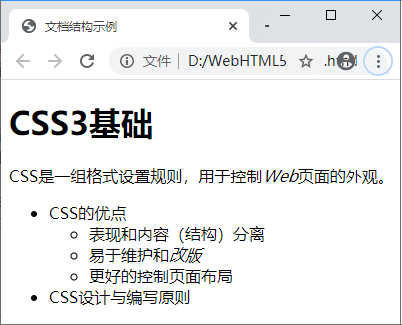 文档结构示例
文件 D:/WebHTML5 .html
CSS3基础
CSS是一组格式设置规则，用于控制Web页面的外观。
CSS的优点
表现和内容（结构）分离
易于维护和改版
更好的控制页面布局
CSS设计与编写原则